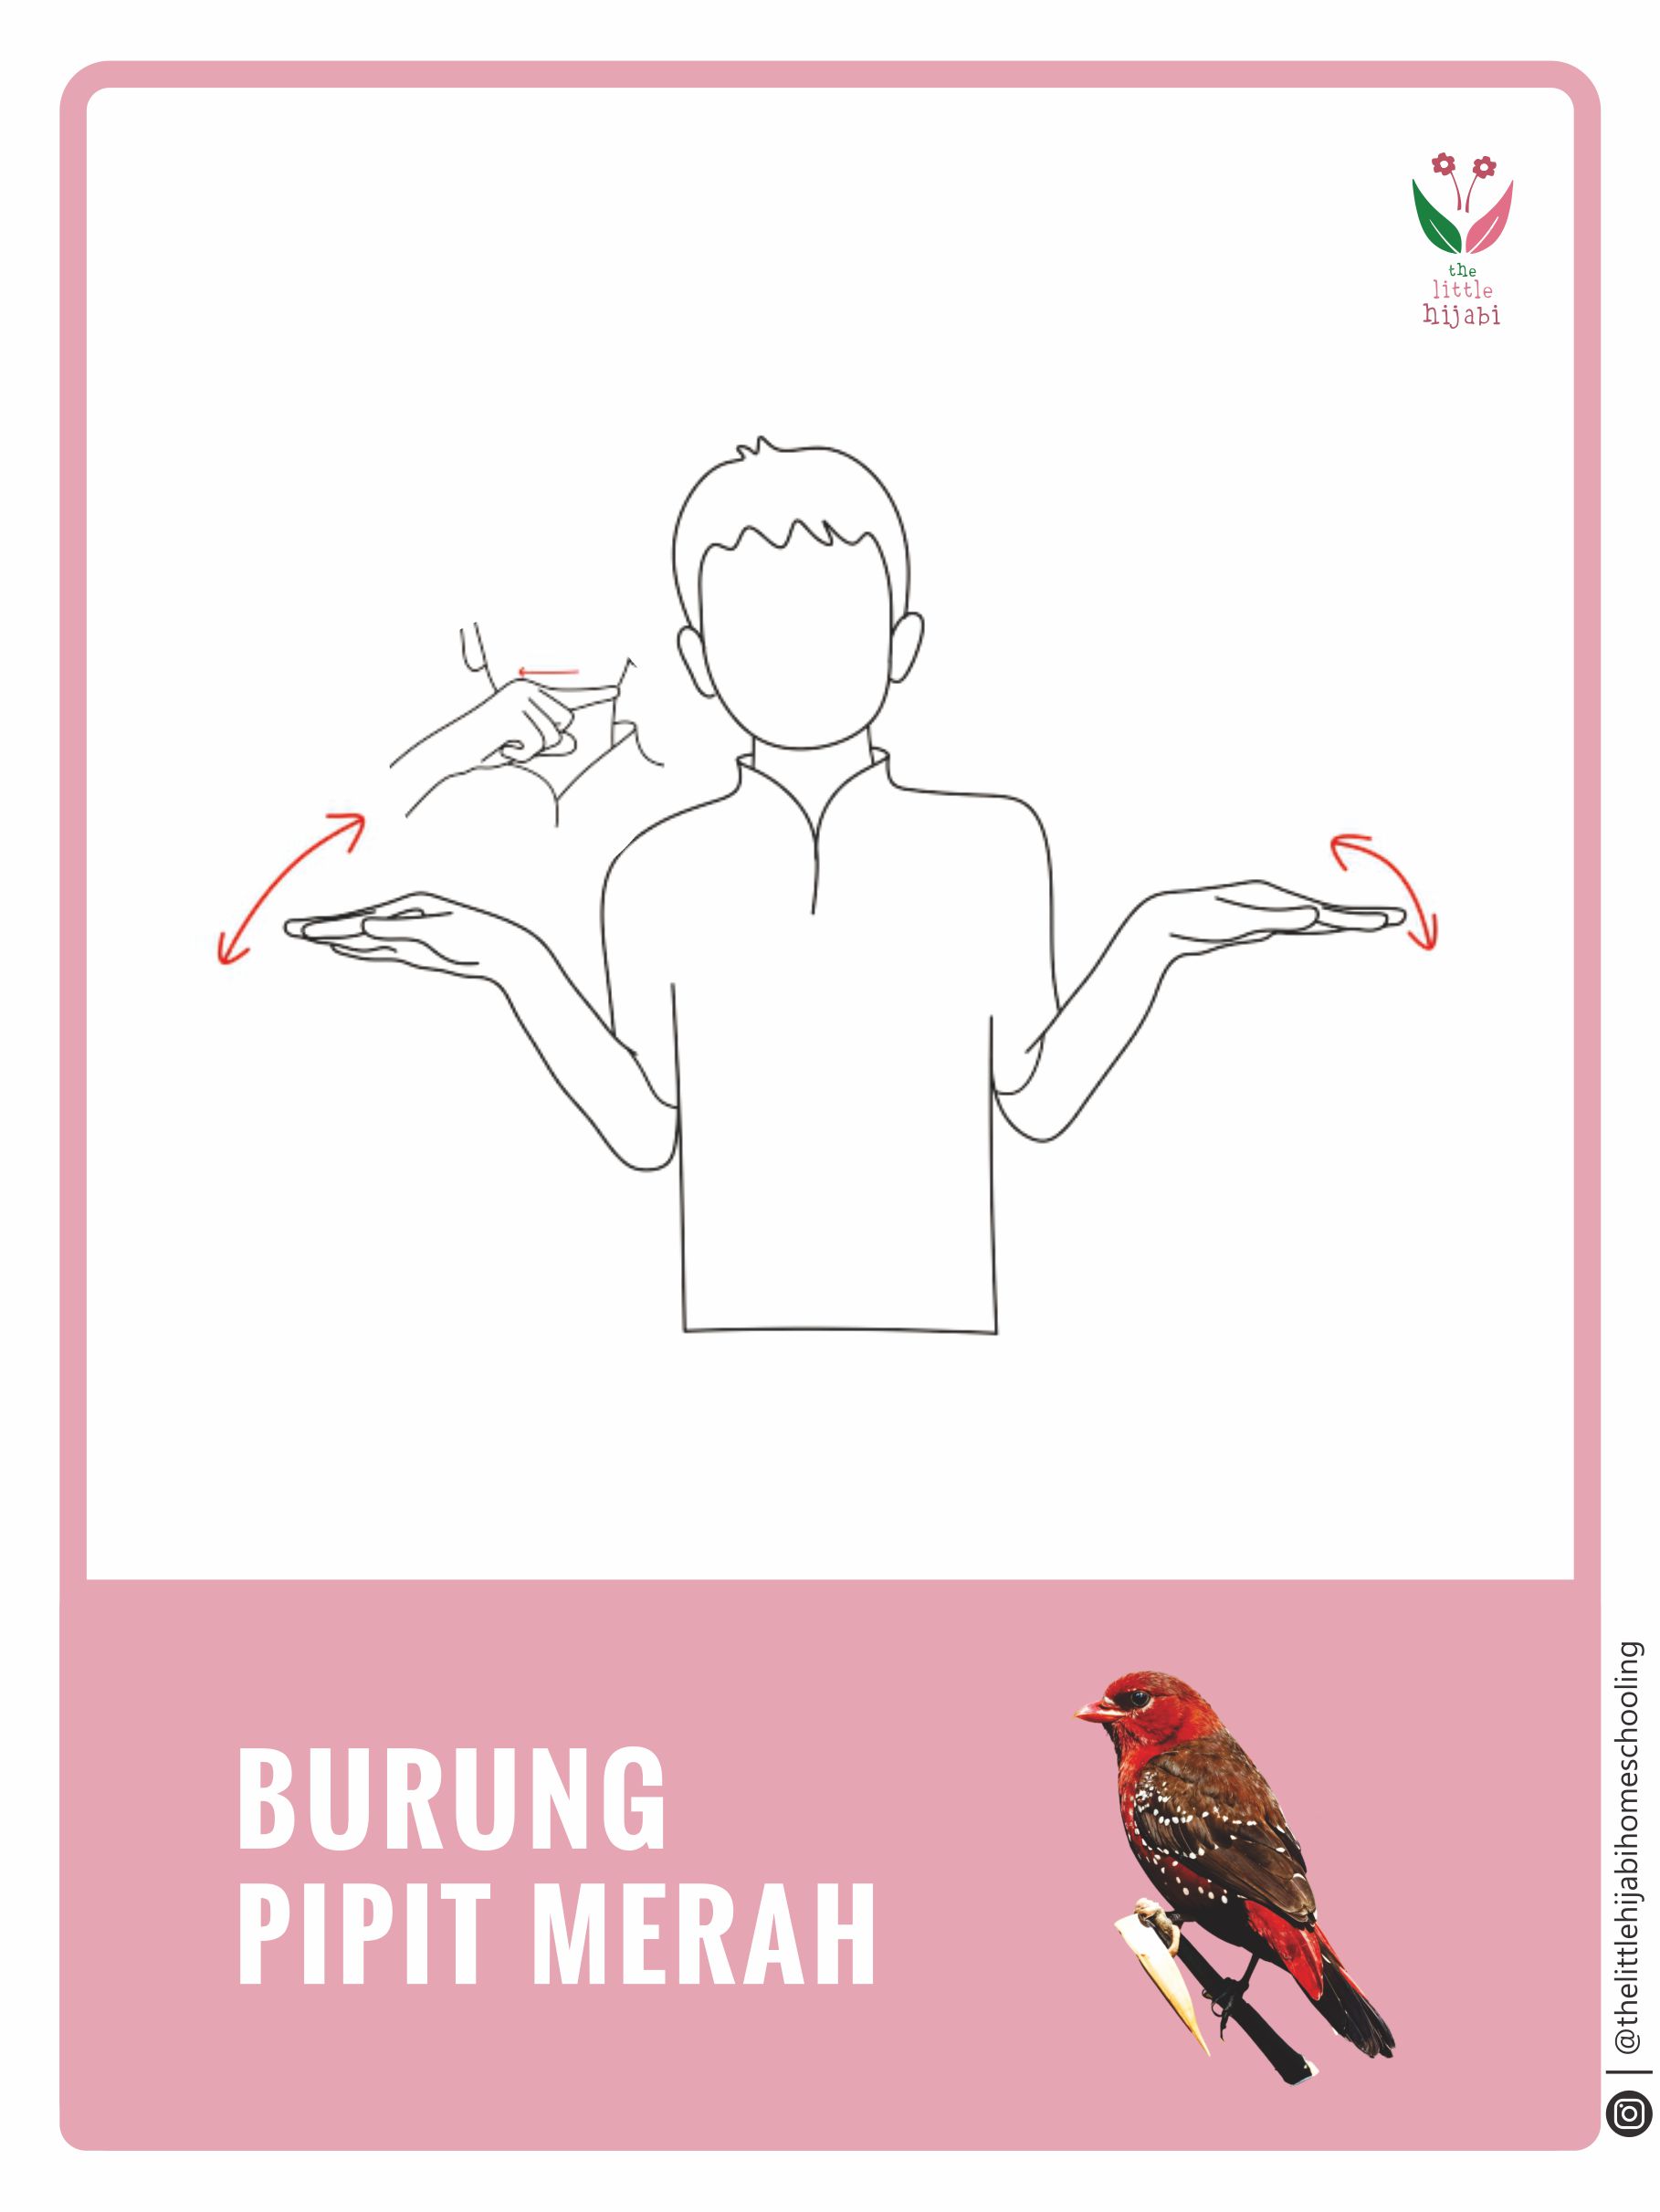 the
little
hijabi
BURUNG
PIPIT MERAH
@thelittlehijabihomeschooling